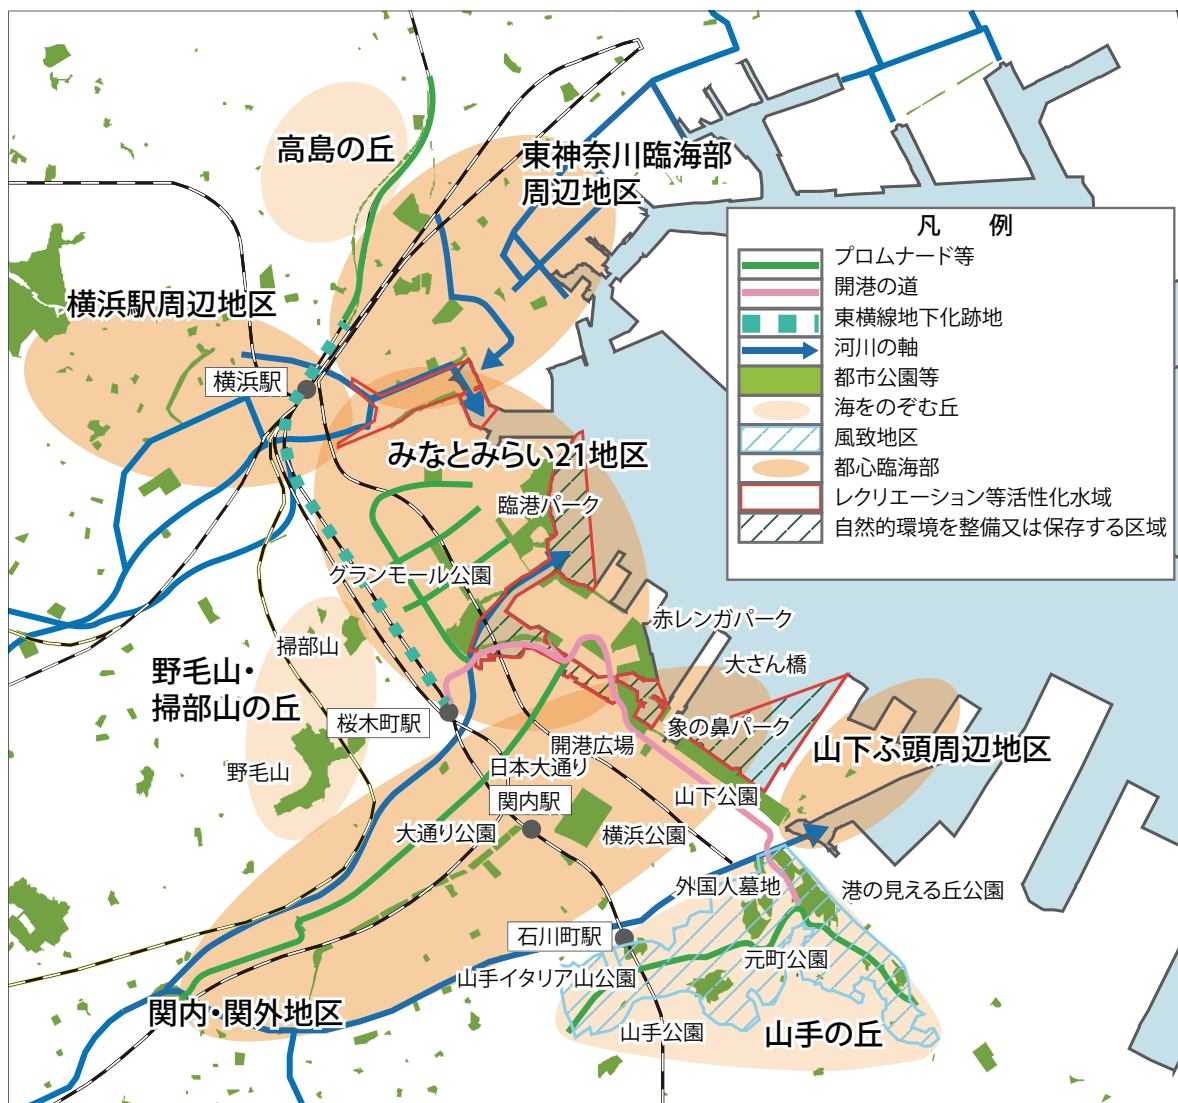 高島の丘
東神奈川臨海部
周辺地区
凡 例
プロムナード等
開港の道
東横線地下化跡地
河川の軸
都市公園等
海をのぞむ丘
風致地区
都心臨海部
レクリエーション等活性化水域
自然的環境を整備又は保存する区域
横浜駅周辺地区
横浜駅
みなとみらい21地区
臨港パーク
グランモール公園
赤レンガパーク
掃部山
大さん橋
野毛山・
掃部山の丘
桜木町駅
象の鼻パーク
開港広場
山下ふ頭周辺地区
日本大通り
野毛山
山下公園
関内駅
大通り公園
横浜公園
外国人墓地
港の見える丘公園
石川町駅
元町公園
山手イタリア山公園
関内・関外地区
山手公園
山手の丘